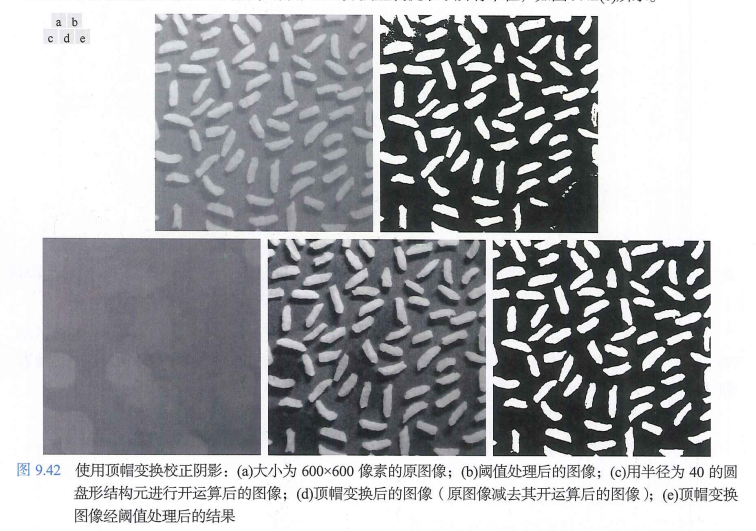 a b
c d e
图 9.42 使用顶帽变换校正阴影：(a)大小为 600×600 像素的原图像；(b)阈值处理后的图像；(c)用半径为 40 的圆
盘形结构元进行开运算后的图像；(d)顶帽变换后的图像（原图像减去其开运算后的图像）；(e)顶帽变换
图像经阈值处理后的结果